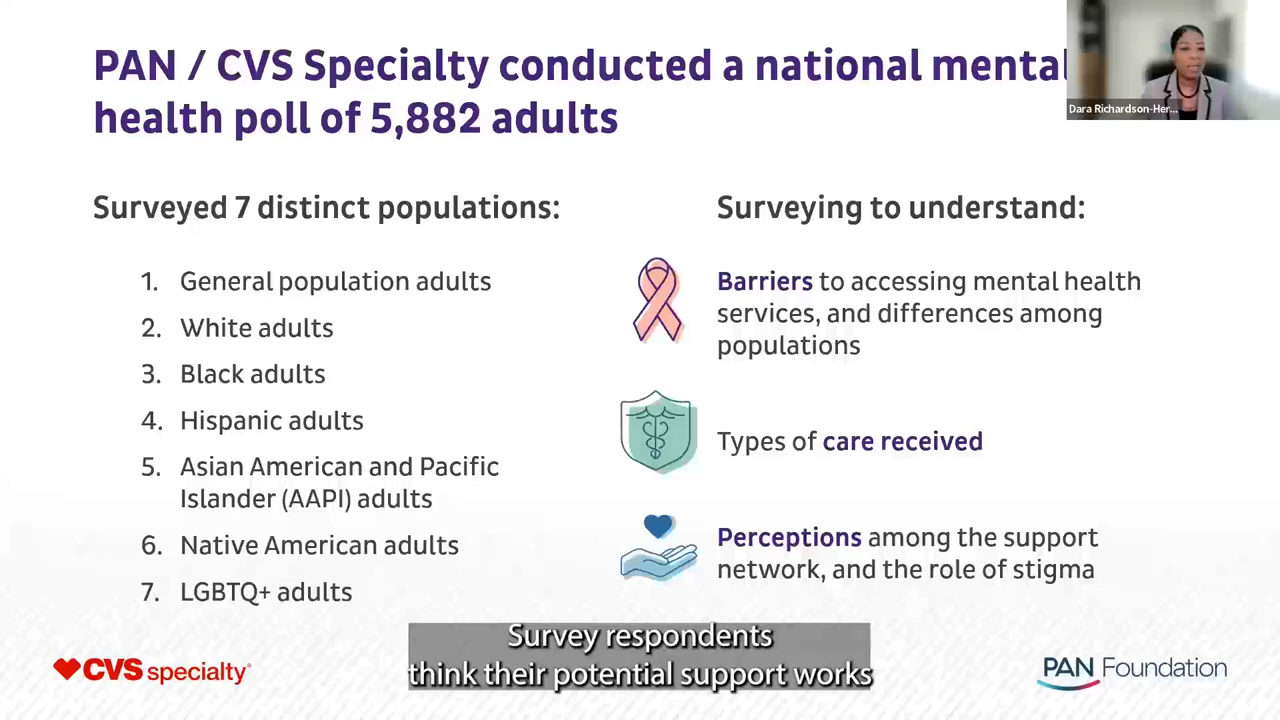 PAN / CVS Specialty conducted a national mental
health poll of 5,882 adults
Dara Richardson-Her...
Surveyed 7 distinct populations:
1. General population adults
2. White adults
3. Black adults
4. Hispanic adults
5. Asian American and Pacific
Islander (AAPI) adults
6. Native American adults
7. LGBTQ+ adults
Surveying to understand:
Barriers to accessing mental health
services, and differences among
populations
Types of care received
Perceptions among the support
network, and the role of stigma
Survey respondents
think their potential support works
CVS specialty®
PAN Foundation